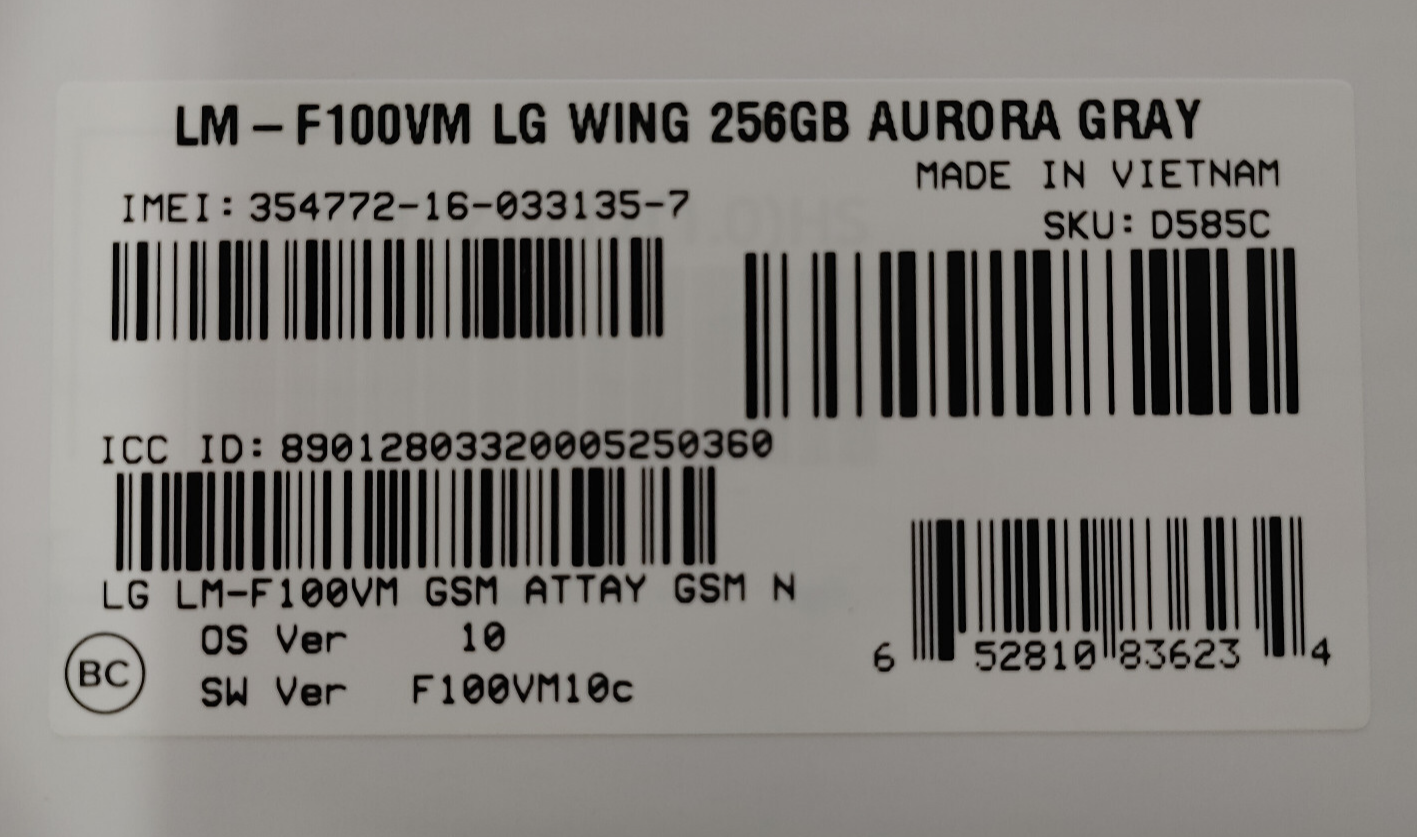 LM – F100VM LG WING 256GB AURORA GRAY
MADE IN VIETNAM
IMEI: 354772-16-033135-7
SKU: D585C
ICC ID: 89012803320005250360
LG LM-F100VM GSM ATTAY GSM N
OS Ver 10
BC
SW Ver F100VM10c
6 52810 83623 4